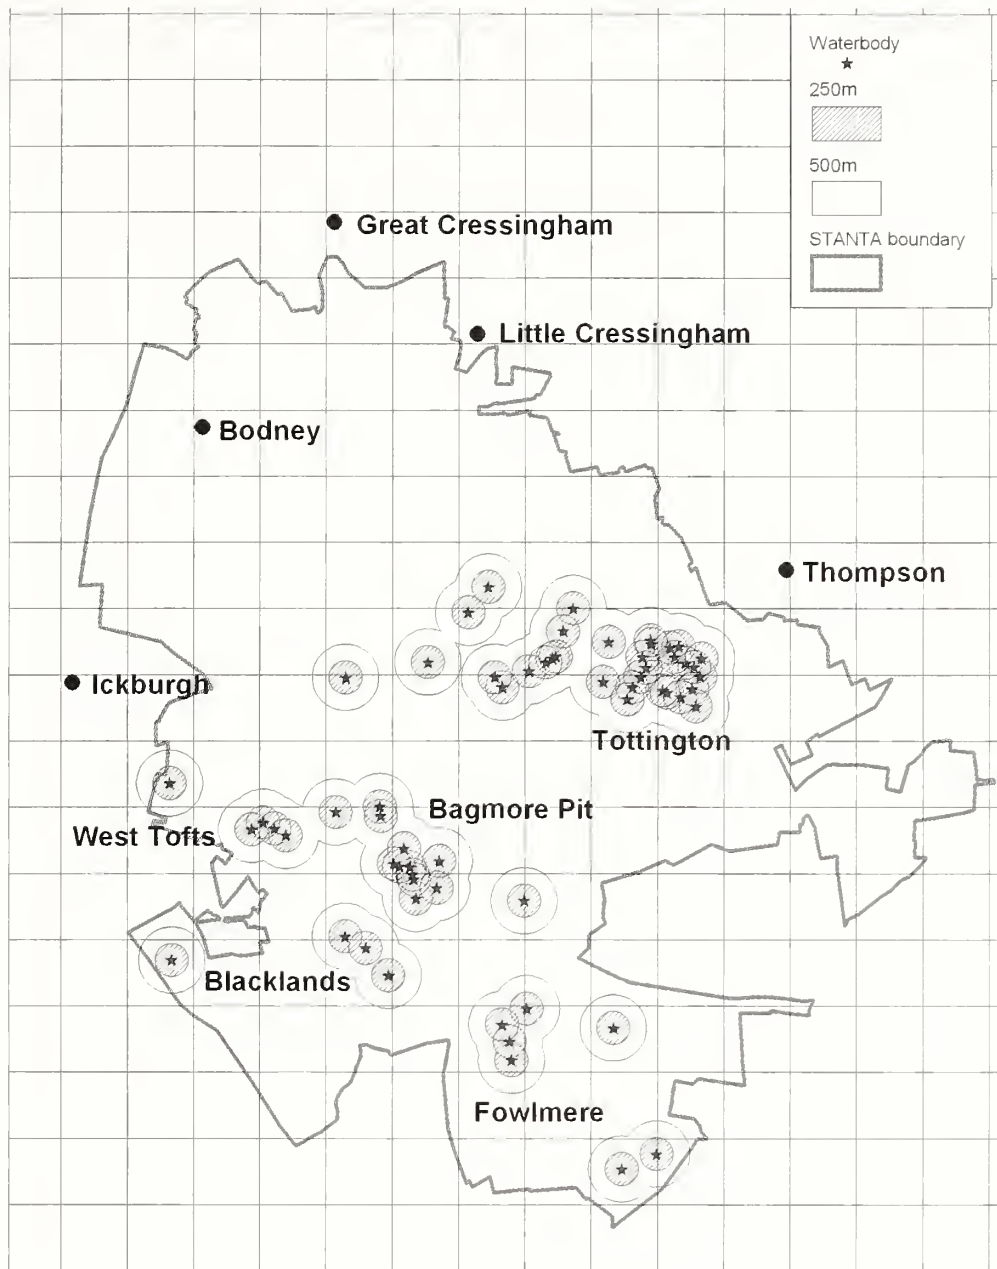 Waterbody
250m
500m
STANTA boundary
Great Cressingham
Little Cressingham
Bodney
Thompson
Ickburgh
Tottington
Bagmore Pit
West Tofts
Blacklands
Fowlmere